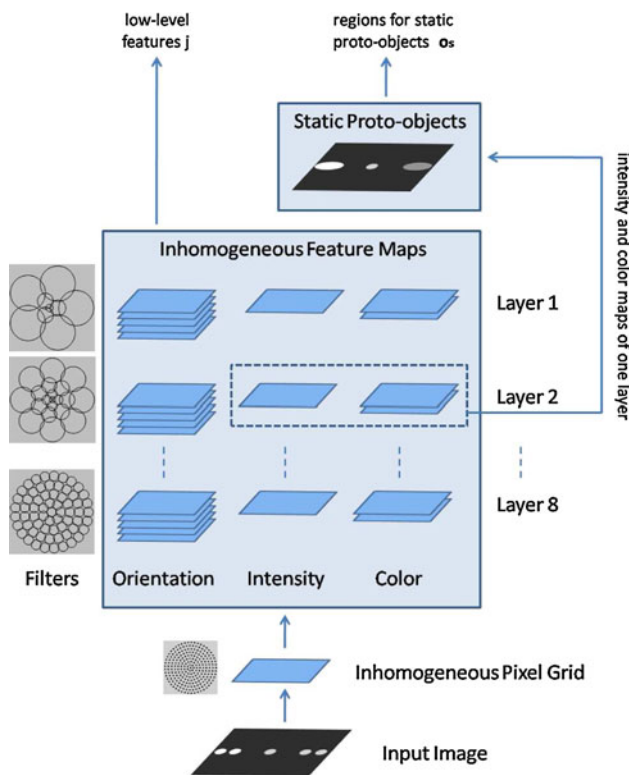 low-level
features j
regions for static
proto-objects os
Static Proto-objects
intensity and color maps of one layer
Inhomogeneous Feature Maps
Layer 1
Layer 2
Layer 8
Filters
Orientation
Intensity
Color
Inhomogeneous Pixel Grid
Input Image